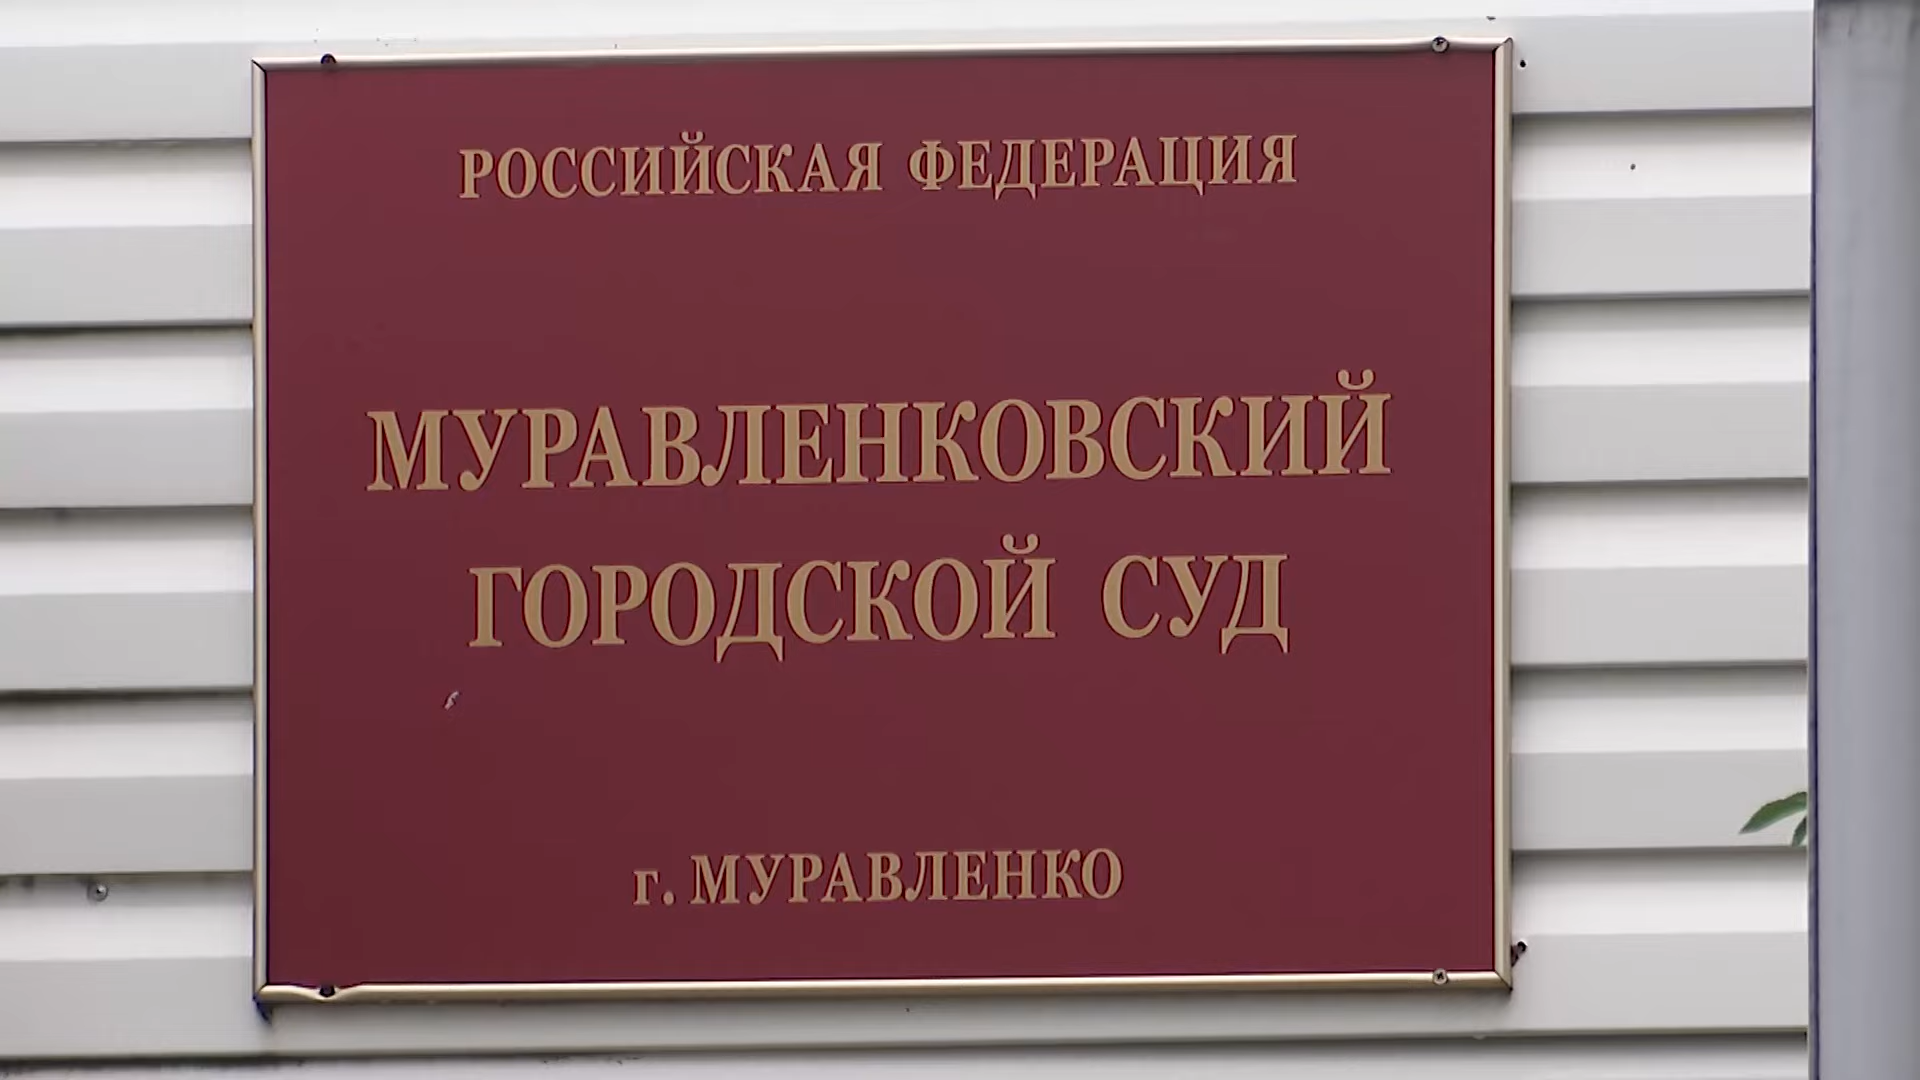 РОССИЙСКАЯ ФЕДЕРАЦИЯ
МУРАВЛЕНКОВСКИЙ
ГОРОДСКОЙ СУД
г. МУРАВЛЕНКО